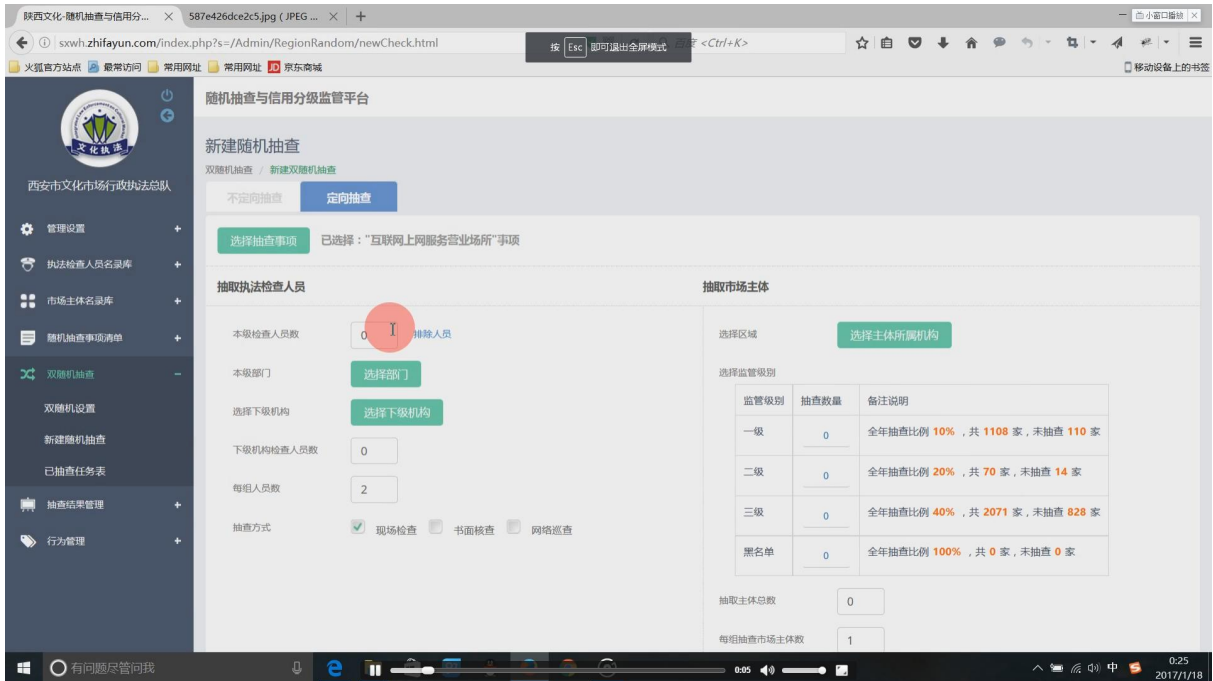 陕西文化-随机抽查与信用分... × 587e426dce2c5.jpg ( JPEG ... × +
小窗口播放 ×
sxwh.zhifayun.com/index.php?s=/Admin/RegionRandom/newCheck.html
按 Esc 即可退出全屏模式
<Ctrl+K>
火狐官方站点 最常访问 常用网址 常用网址 JD 京东商城 移动设备上的书签
文化执法
西安市文化市场行政执法总队
管理设置 +
执法检查人员名录库 +
市场主体名录库 +
随机抽查事项清单 +
双随机抽查 −
双随机设置
新建随机抽查
已抽查任务表
抽查结果管理 +
行为管理 +
随机抽查与信用分级监管平台
新建随机抽查
双随机抽查 / 新建双随机抽查
不定向抽查 定向抽查
选择抽查事项 已选择："互联网上网服务营业场所"事项
抽取执法检查人员
本级检查人员数 0 排除人员
本级部门 选择部门
选择下级机构 选择下级机构
下级机构检查人员数 0
每组人员数 2
抽查方式 现场检查 书面核查 网络巡查
抽取市场主体
选择区域 选择主体所属机构
选择监管级别
监管级别 抽查数量 备注说明
一级 0 全年抽查比例 10% ，共 1108 家，未抽查 110 家
二级 0 全年抽查比例 20% ，共 70 家，未抽查 14 家
三级 0 全年抽查比例 40% ，共 2071 家，未抽查 828 家
黑名单 0 全年抽查比例 100% ，共 0 家，未抽查 0 家
抽取主体总数 0
每组抽查市场主体数 1
有问题尽管问我
0:05
中
0:25
2017/1/18